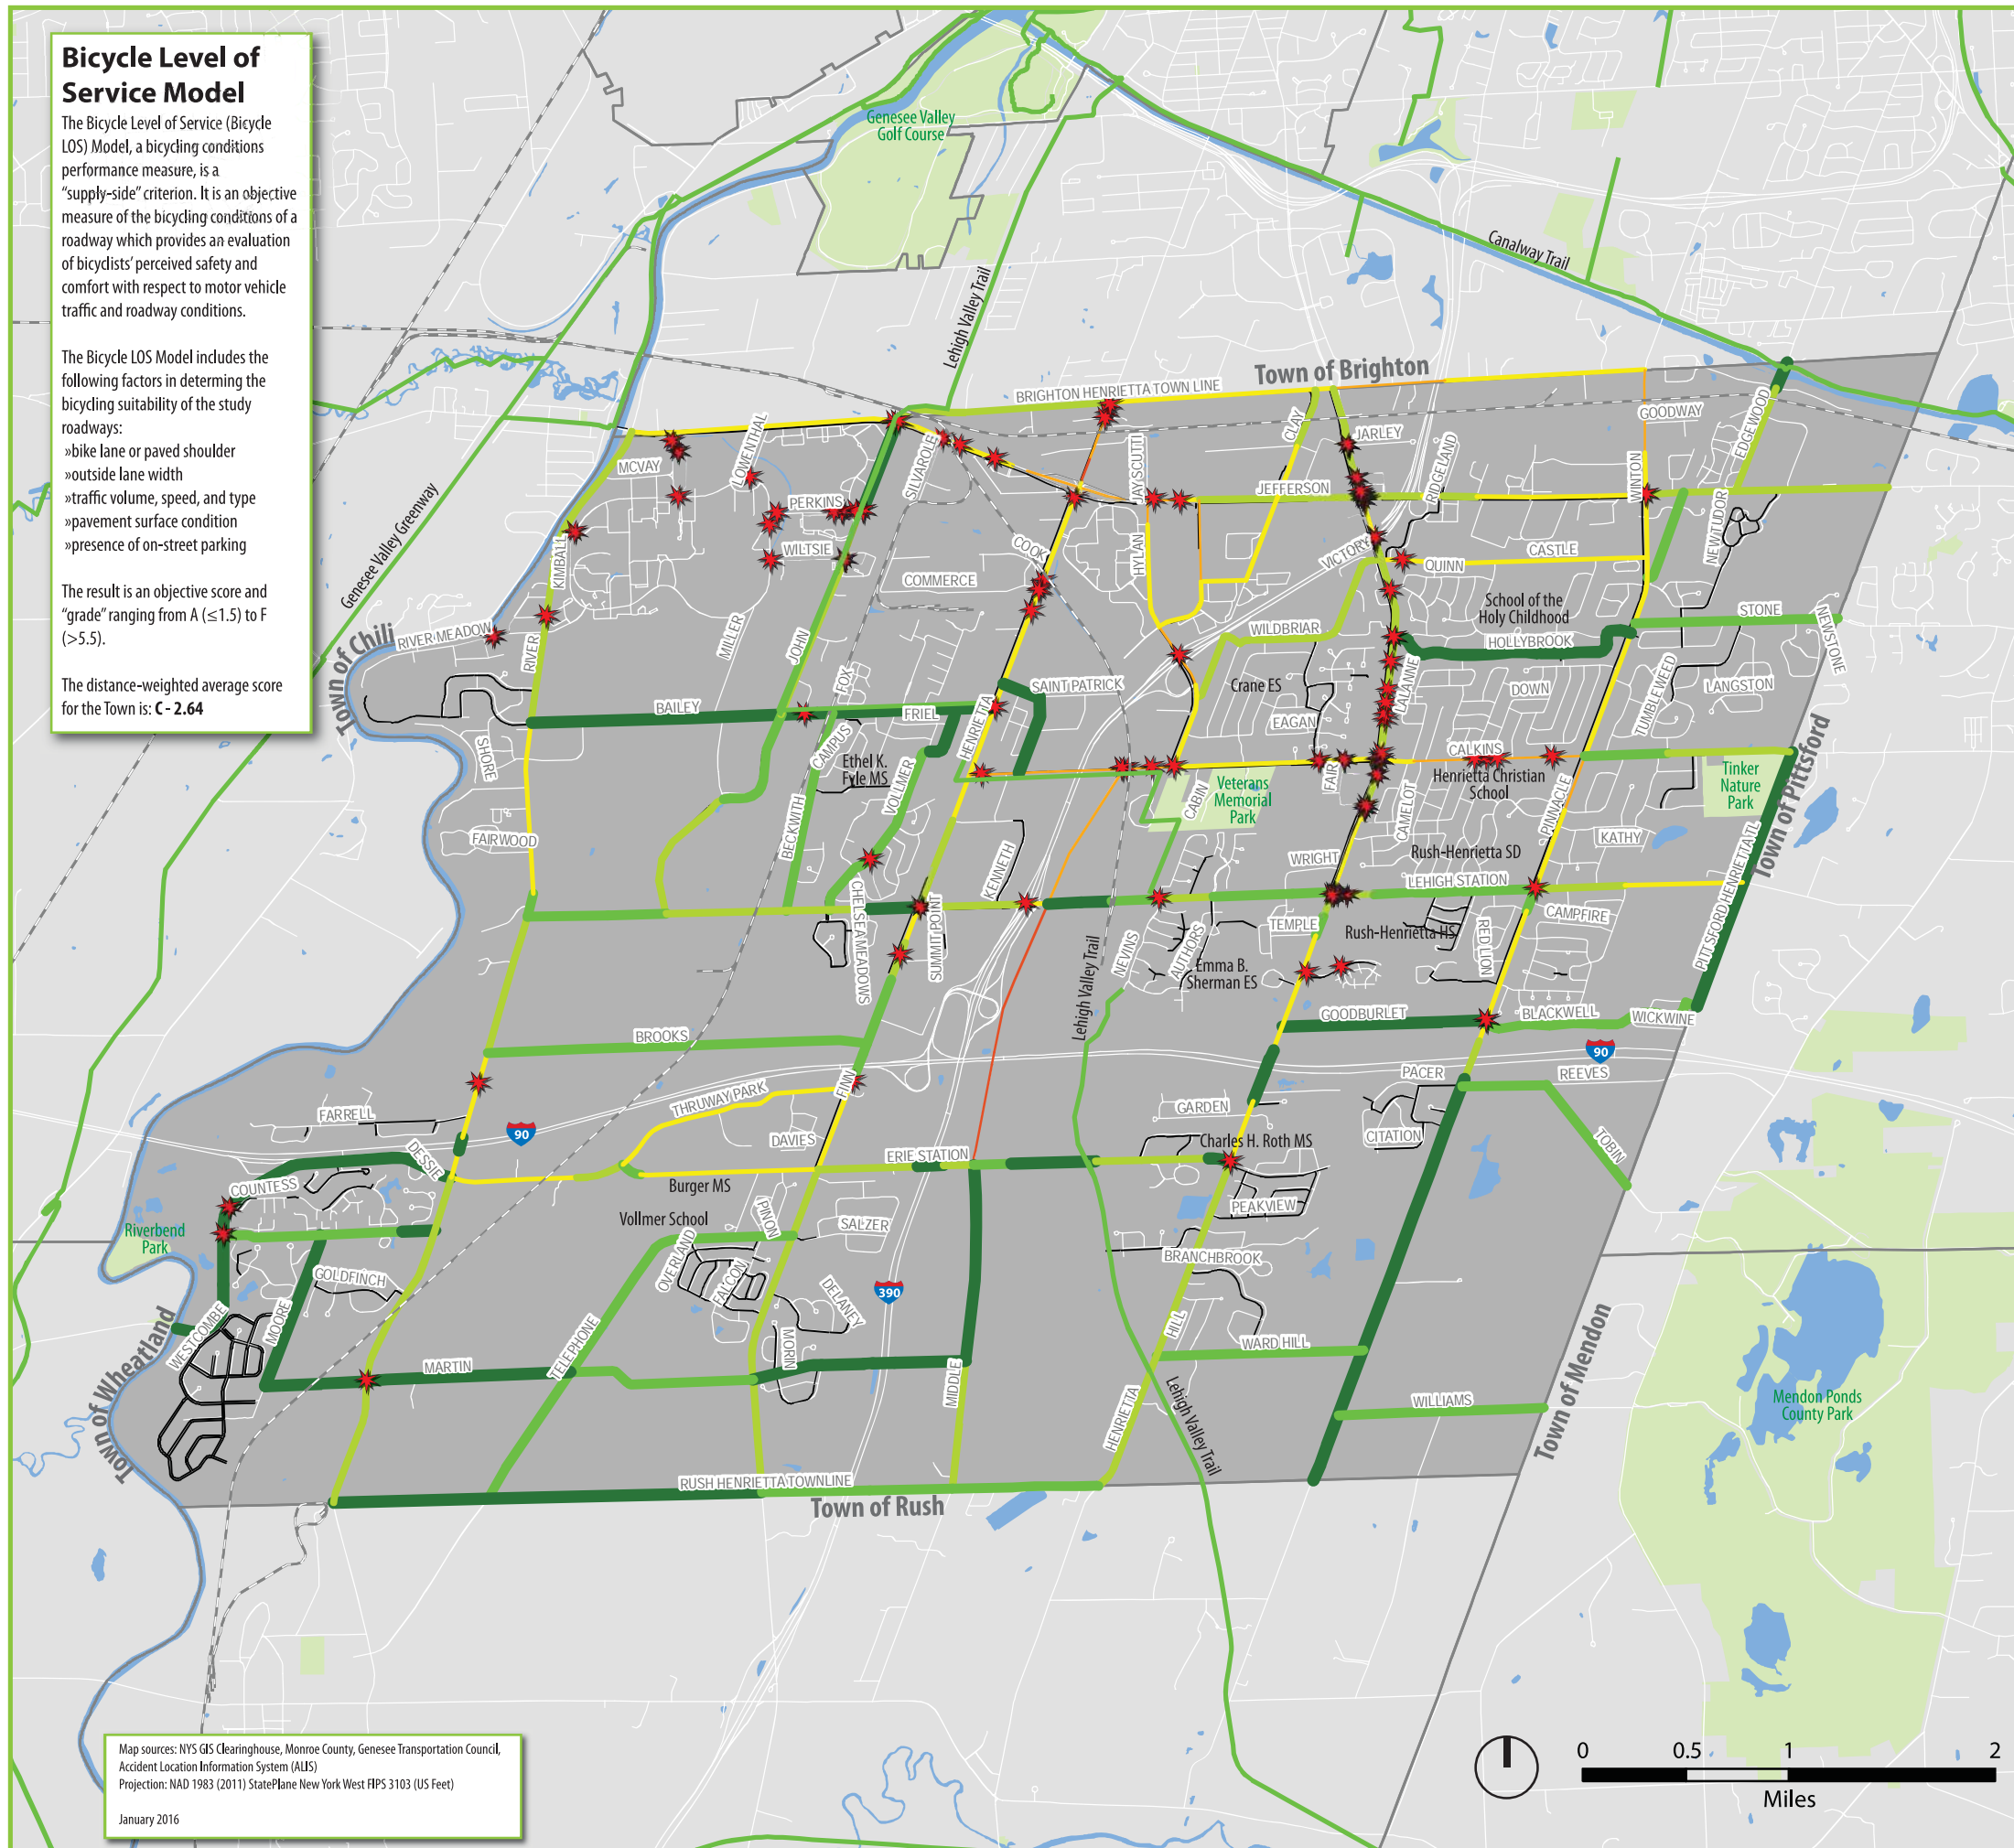 Bicycle Level of
Service Model
The Bicycle Level of Service (Bicycle
LOS) Model, a bicycling conditions
performance measure, is a
“supply-side” criterion. It is an objective
measure of the bicycling conditions of a
roadway which provides an evaluation
of bicyclists’ perceived safety and
comfort with respect to motor vehicle
traffic and roadway conditions.
The Bicycle LOS Model includes the
following factors in determing the
bicycling suitability of the study
roadways:
»bike lane or paved shoulder
»outside lane width
»traffic volume, speed, and type
»pavement surface condition
»presence of on-street parking
The result is an objective score and
“grade” ranging from A (≤1.5) to F
(>5.5).
The distance-weighted average score
for the Town is: C - 2.64
Genesee Valley
Golf Course
Canalway Trail
Lehigh Valley Trail
Town of Brighton
BRIGHTON HENRIETTA TOWN LINE
GOODWAY
EDGEWOOD
CLAY
JARLEY
RIDGELAND
LOWENTHAL
SILVAROLE
JAY SCUTTI
MCVAY
WINTON
JEFFERSON
PERKINS
Genesee Valley Greenway
NEWTUDOR
KIMBALL
WILTSIE
COOK
HYLAN
VICTORY
CASTLE
QUINN
COMMERCE
School of the
Holy Childhood
STONE
NEWSTONE
Town of Chili
RIVER MEADOW
RIVER
MILLER
JOHN
WILDBRIAR
HOLLYBROOK
FOX
SAINT PATRICK
Crane ES
LALANNE
DOWN
TUMBLEWEED
LANGSTON
BAILEY
FRIEL
HENRIETTA
EAGAN
SHORE
CAMPUS
Ethel K.
Fyle MS
VOLLMER
CALKINS
Henrietta Christian
School
FAIR
Veterans
Memorial
Park
CABIN
Tinker
Nature
Park
Town of Pittsford
BECKWITH
CAMELOT
PINNACLE
FAIRWOOD
KATHY
KENNETH
WRIGHT
Rush-Henrietta SD
PITTSFORD HENRIETTA TL
LEHIGH STATION
CHELSEA MEADOWS
SUMMIT POINT
CAMPFIRE
TEMPLE
Rush-Henrietta HS
RED LION
NEVINS
AUTHORS
Emma B.
Sherman ES
Lehigh Valley Trail
GOODBURLET
BLACKWELL
WICKWINE
BROOKS
90
FINN
PACER
REEVES
THRUWAY PARK
FARRELL
GARDEN
90
DAVIES
CITATION
TOBIN
Charles H. Roth MS
DESSIE
ERIE STATION
Burger MS
COUNTESS
PEAKVIEW
Vollmer School
PINON
SALZER
Riverbend
Park
OVERLAND
BRANCHBROOK
GOLDFINCH
FALCON
390
DELANEY
Town of Wheatland
WESTCOMBE
MOORE
HILL
WARD HILL
TELEPHONE
MORIN
MARTIN
MIDDLE
Town of Mendon
Mendon Ponds
County Park
WILLIAMS
HENRIETTA
Lehigh Valley Trail
RUSH HENRIETTA TOWNLINE
Town of Rush
Map sources: NYS GIS Clearinghouse, Monroe County, Genesee Transportation Council,
Accident Location Information System (ALIS)
Projection: NAD 1983 (2011) StatePlane New York West FIPS 3103 (US Feet)
January 2016
0 0.5 1 2
Miles